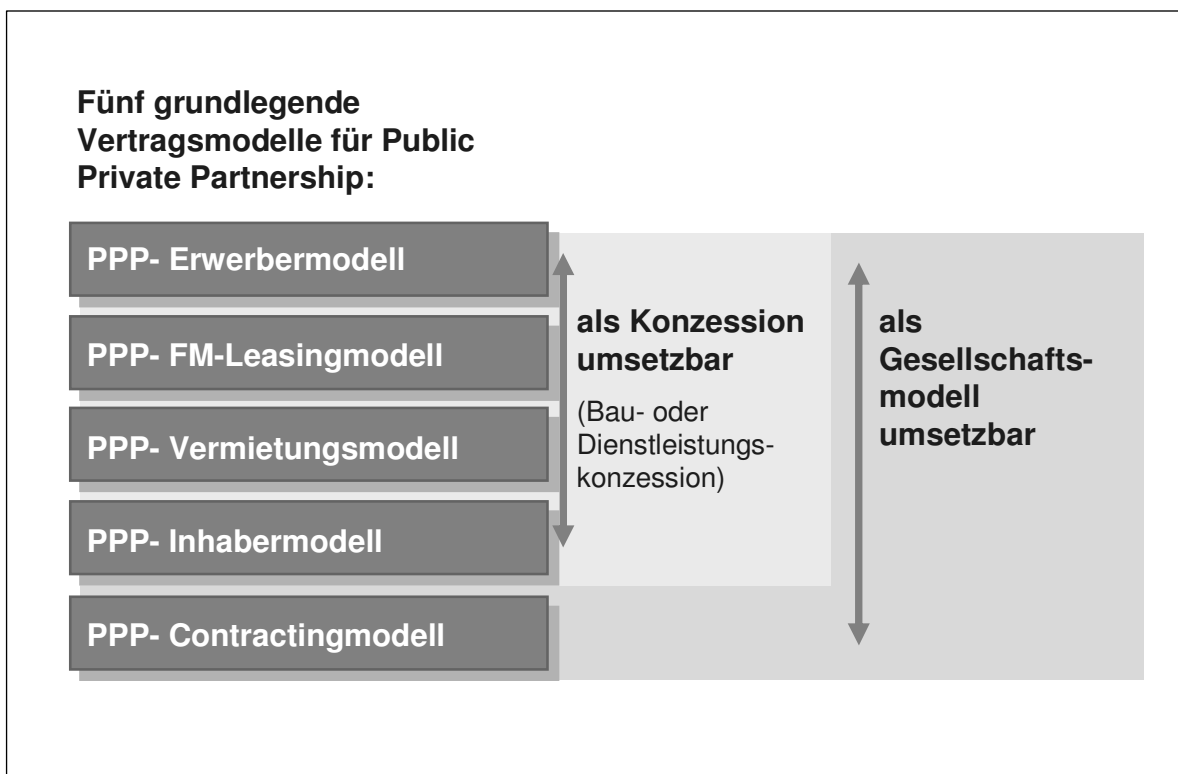 Fünf grundlegende
Vertragsmodelle für Public
Private Partnership:
PPP- Erwerbermodell
PPP- FM-Leasingmodell
PPP- Vermietungsmodell
PPP- Inhabermodell
PPP- Contractingmodell
als Konzession
umsetzbar
(Bau- oder
Dienstleistungs-
konzession)
als
Gesellschafts-
modell
umsetzbar